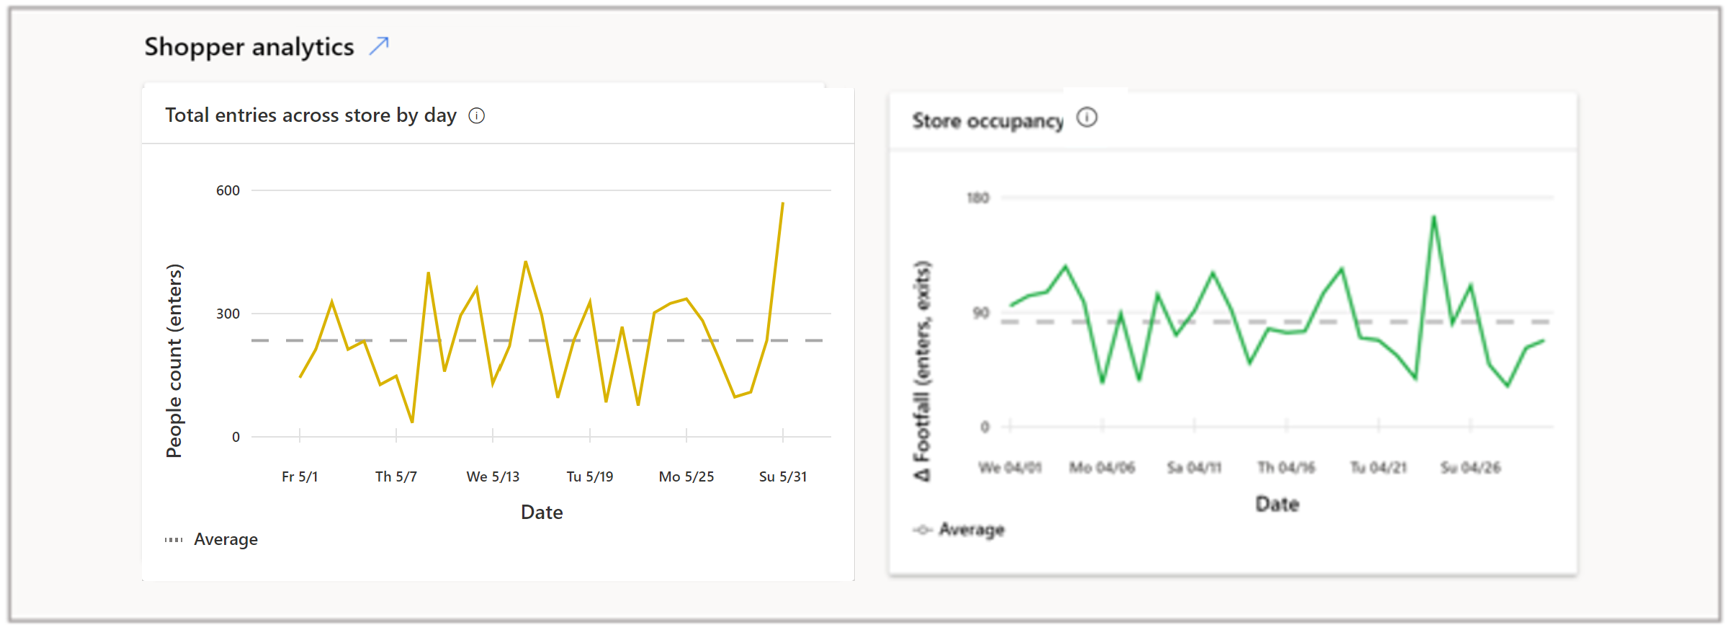 Shopper analytics
Total entries across store by day
600
300
0
People count (enters)
Fr 5/1 Th 5/7 We 5/13 Tu 5/19 Mo 5/25 Su 5/31
Date
Average
Store occupancy
180
90
0
Δ Footfall (enters, exits)
We 04/01 Mo 04/06 Sa 04/11 Th 04/16 Tu 04/21 Su 04/26
Date
Average